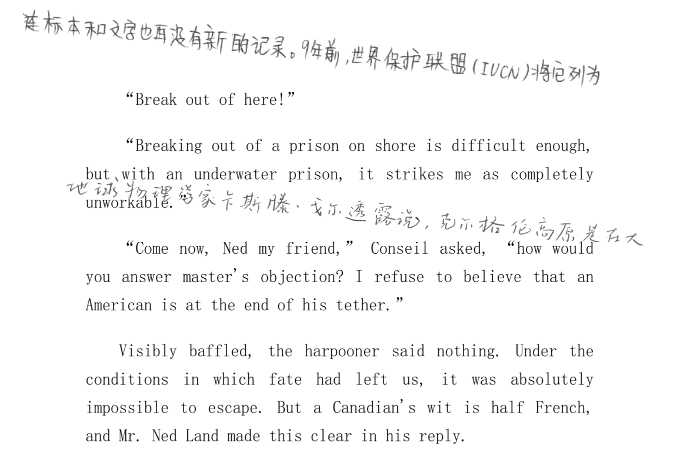 连标本和文字也再没有新的记录。9年前,世界保护联盟(IUCN)将它列为
“Break out of here!”
“Breaking out of a prison on shore is difficult enough,
but with an underwater prison, it strikes me as completely
地球物理学家卡斯滕·戈尔透露说,克尔格伦高原是在大
unworkable.”
“Come now, Ned my friend,” Conseil asked, “how would
you answer master's objection? I refuse to believe that an
American is at the end of his tether.”
Visibly baffled, the harpooner said nothing. Under the
conditions in which fate had left us, it was absolutely
impossible to escape. But a Canadian's wit is half French,
and Mr. Ned Land made this clear in his reply.